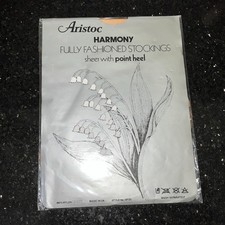 Aristoc
HARMONY
FULLY FASHIONED STOCKINGS
sheer with point heel